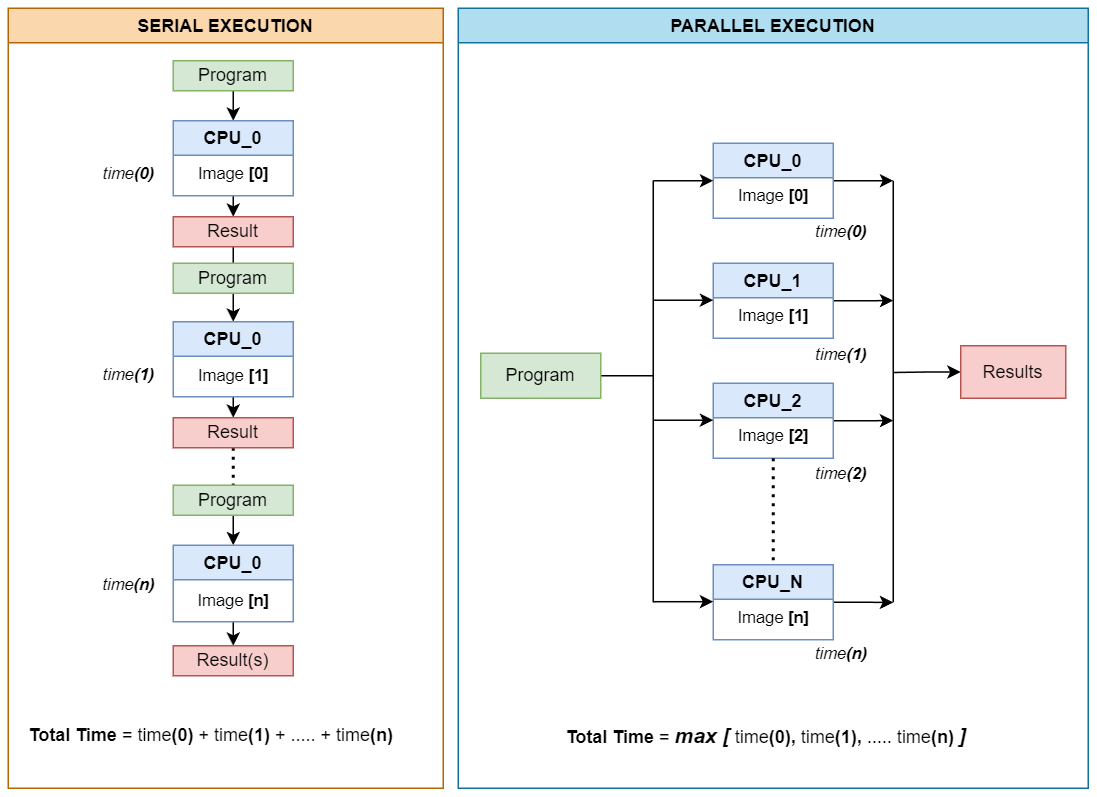 SERIAL EXECUTION
Program
CPU_0
time(0)
Image [0]
Result
Program
CPU_0
time(1)
Image [1]
Result
Program
CPU_0
time(n)
Image [n]
Result(s)
Total Time = time(0) + time(1) + ..... + time(n)
PARALLEL EXECUTION
Program
CPU_0
Image [0]
time(0)
CPU_1
Image [1]
time(1)
CPU_2
Image [2]
time(2)
CPU_N
Image [n]
time(n)
Results
Total Time = max [ time(0), time(1), ..... time(n) ]